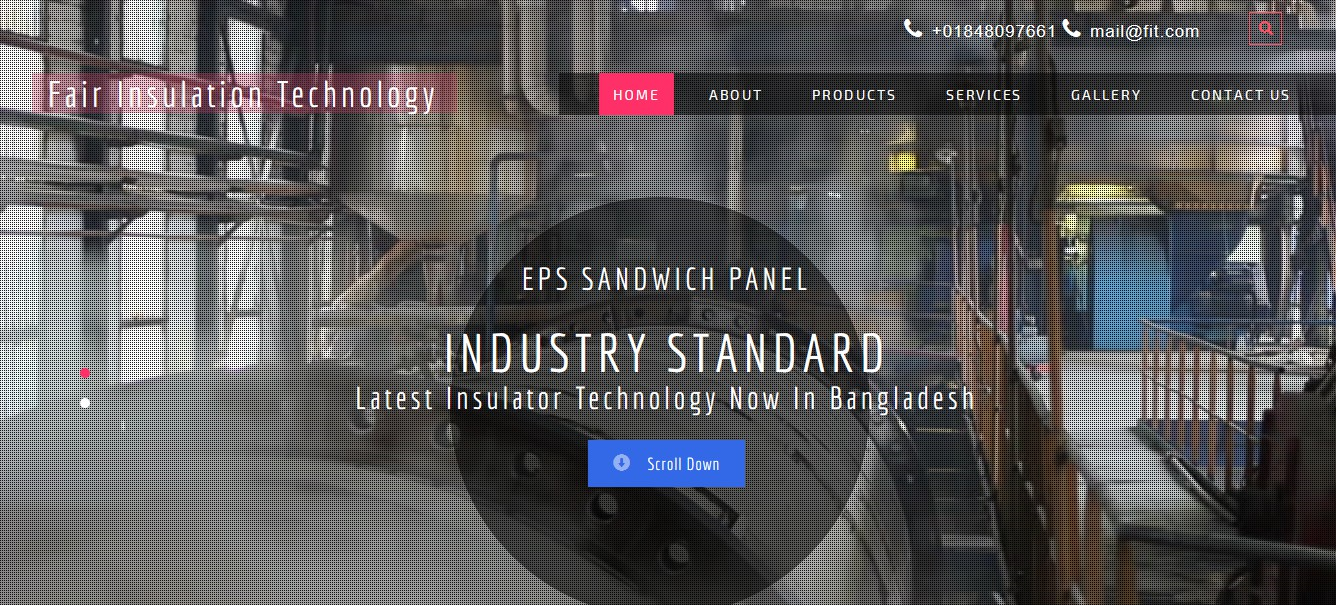 +01848097661 mail@fit.com
Fair Insulation Technology
HOME ABOUT PRODUCTS SERVICES GALLERY CONTACT US
EPS SANDWICH PANEL
INDUSTRY STANDARD
Latest Insulator Technology Now In Bangladesh
Scroll Down